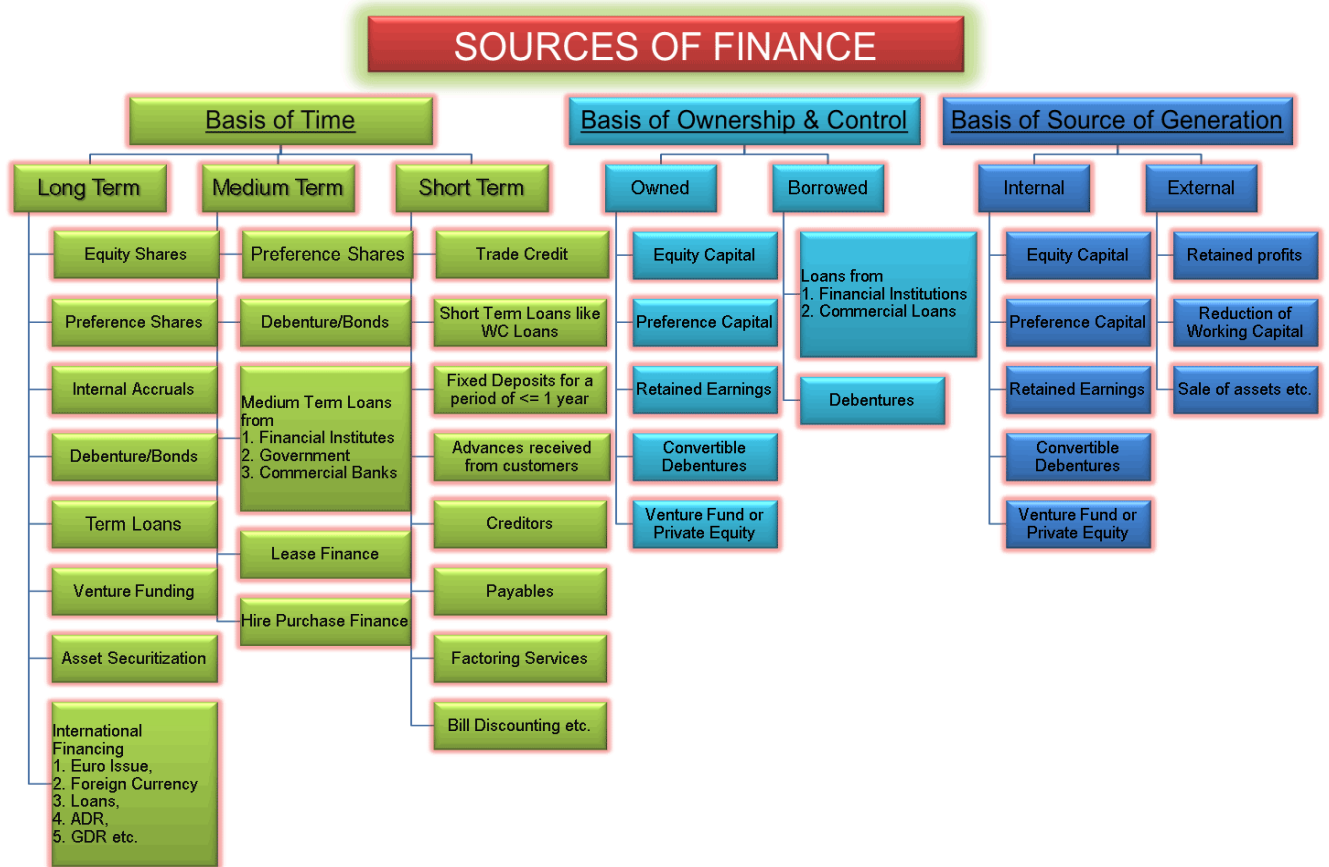 SOURCES OF FINANCE
Basis of Time
Long Term
Equity Shares
Preference Shares
Internal Accruals
Debenture/Bonds
Term Loans
Venture Funding
Asset Securitization
International
Financing
1. Euro Issue,
2. Foreign Currency
3. Loans,
4. ADR,
5. GDR etc.
Medium Term
Preference Shares
Debenture/Bonds
Medium Term Loans
from
1. Financial Institutes
2. Government
3. Commercial Banks
Lease Finance
Hire Purchase Finance
Short Term
Trade Credit
Short Term Loans like
WC Loans
Fixed Deposits for a
period of <= 1 year
Advances received
from customers
Creditors
Payables
Factoring Services
Bill Discounting etc.
Basis of Ownership & Control
Owned
Equity Capital
Preference Capital
Retained Earnings
Convertible
Debentures
Venture Fund or
Private Equity
Borrowed
Loans from
1. Financial Institutions
2. Commercial Loans
Debentures
Basis of Source of Generation
Internal
Equity Capital
Preference Capital
Retained Earnings
Convertible
Debentures
Venture Fund or
Private Equity
External
Retained profits
Reduction of
Working Capital
Sale of assets etc.